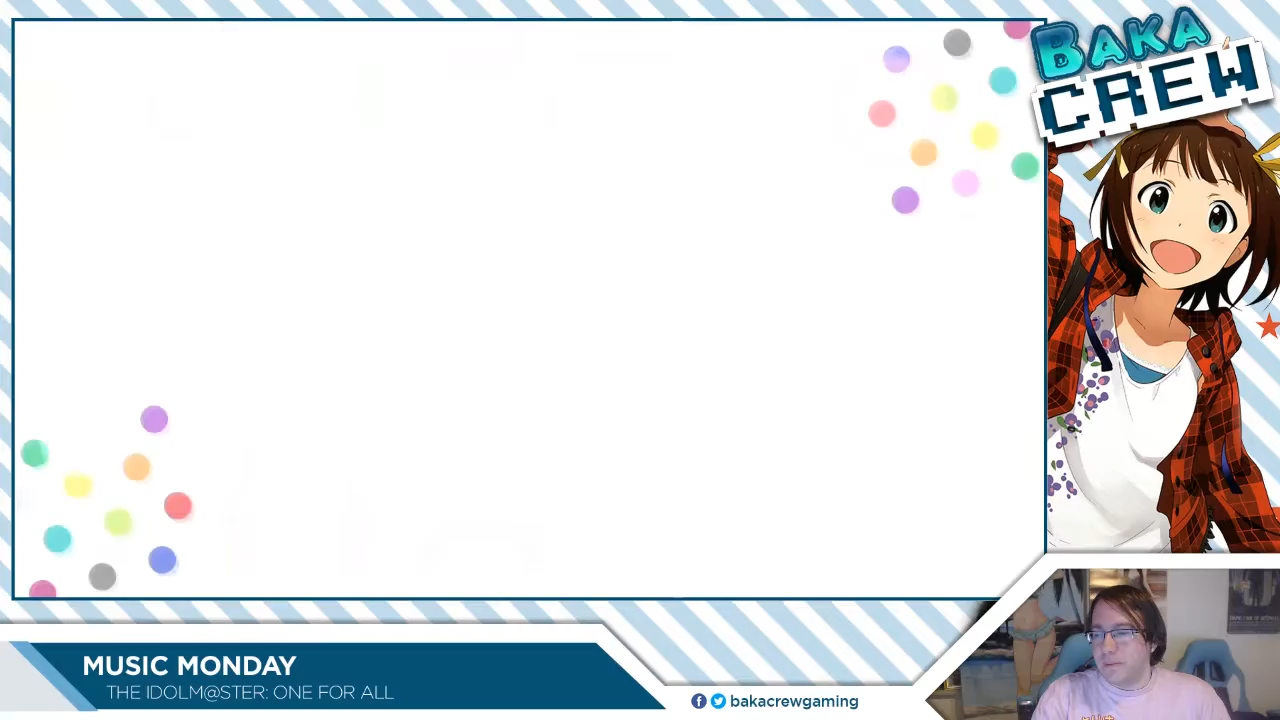 BAKA
CREW
MUSIC MONDAY
THE IDOLM@STER: ONE FOR ALL
bakacrewgaming